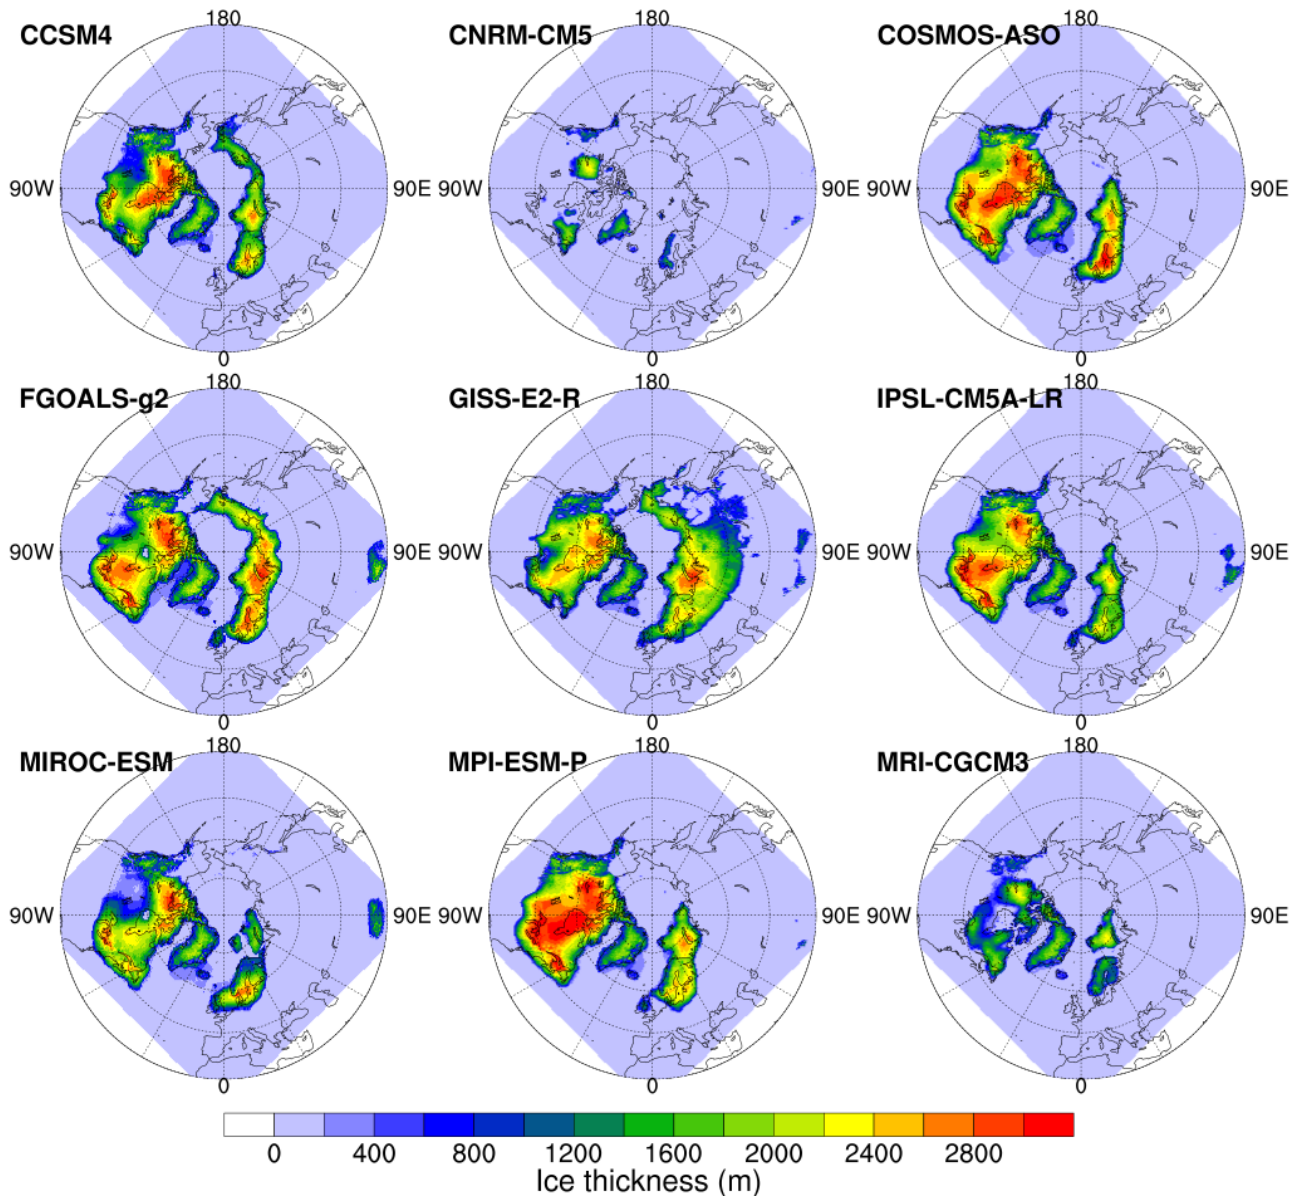 180 180 180
CCSM4 CNRM-CM5 COSMOS-ASO
90W 90E 90W 90E 90W 90E
0 0 0
180 180 180
FGOALS-g2 GISS-E2-R IPSL-CM5A-LR
90W 90E 90W 90E 90W 90E
0 0 0
180 180 180
MIROC-ESM MPI-ESM-P MRI-CGCM3
90W 90E 90W 90E 90W 90E
0 0 0
0 400 800 1200 1600 2000 2400 2800
Ice thickness (m)